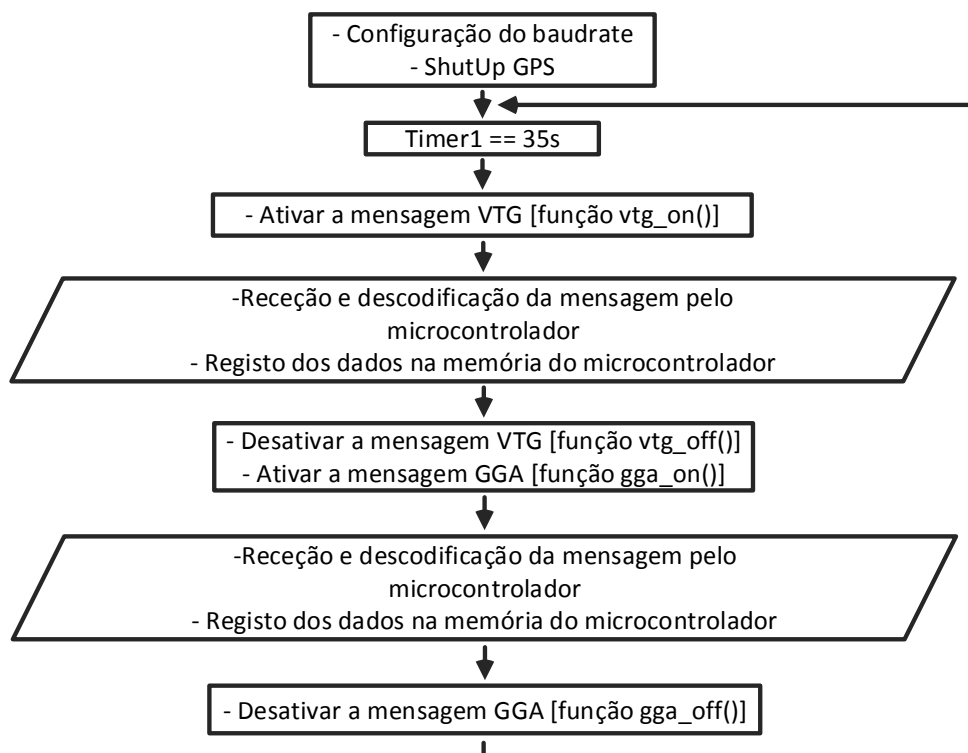 - Configuração do baudrate
- ShutUp GPS
Timer1 == 35s
- Ativar a mensagem VTG [função vtg_on()]
-Receção e descodificação da mensagem pelo
microcontrolador
- Registo dos dados na memória do microcontrolador
- Desativar a mensagem VTG [função vtg_off()]
- Ativar a mensagem GGA [função gga_on()]
-Receção e descodificação da mensagem pelo
microcontrolador
- Registo dos dados na memória do microcontrolador
- Desativar a mensagem GGA [função gga_off()]